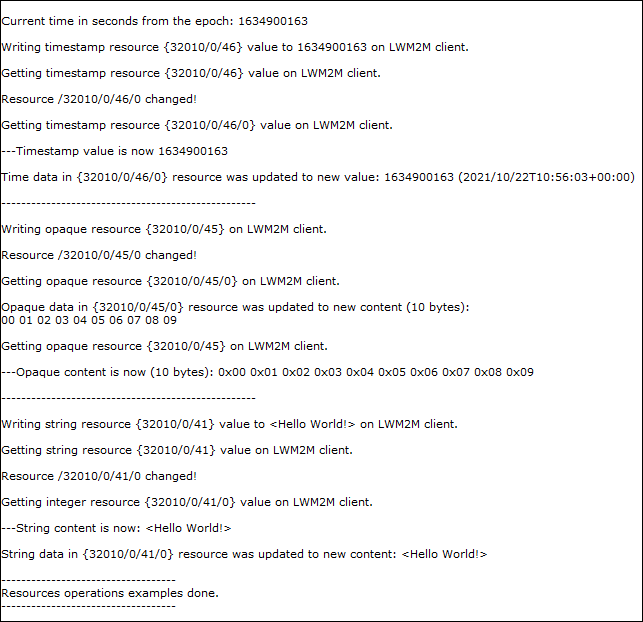 Current time in seconds from the epoch: 1634900163
Writing timestamp resource {32010/0/46} value to 1634900163 on LWM2M client.
Getting timestamp resource {32010/0/46} value on LWM2M client.
Resource /32010/0/46/0 changed!
Getting timestamp resource {32010/0/46/0} value on LWM2M client.
---Timestamp value is now 1634900163
Time data in {32010/0/46/0} resource was updated to new value: 1634900163 (2021/10/22T10:56:03+00:00)
---------------------------------------------------
Writing opaque resource {32010/0/45} on LWM2M client.
Resource /32010/0/45/0 changed!
Getting opaque resource {32010/0/45/0} on LWM2M client.
Opaque data in {32010/0/45/0} resource was updated to new content (10 bytes):
00 01 02 03 04 05 06 07 08 09
Getting opaque resource {32010/0/45} on LWM2M client.
---Opaque content is now (10 bytes): 0x00 0x01 0x02 0x03 0x04 0x05 0x06 0x07 0x08 0x09
---------------------------------------------------
Writing string resource {32010/0/41} value to <Hello World!> on LWM2M client.
Getting string resource {32010/0/41} value on LWM2M client.
Resource /32010/0/41/0 changed!
Getting integer resource {32010/0/41/0} value on LWM2M client.
---String content is now: <Hello World!>
String data in {32010/0/41/0} resource was updated to new content: <Hello World!>
-----------------------------------
Resources operations examples done.
-----------------------------------